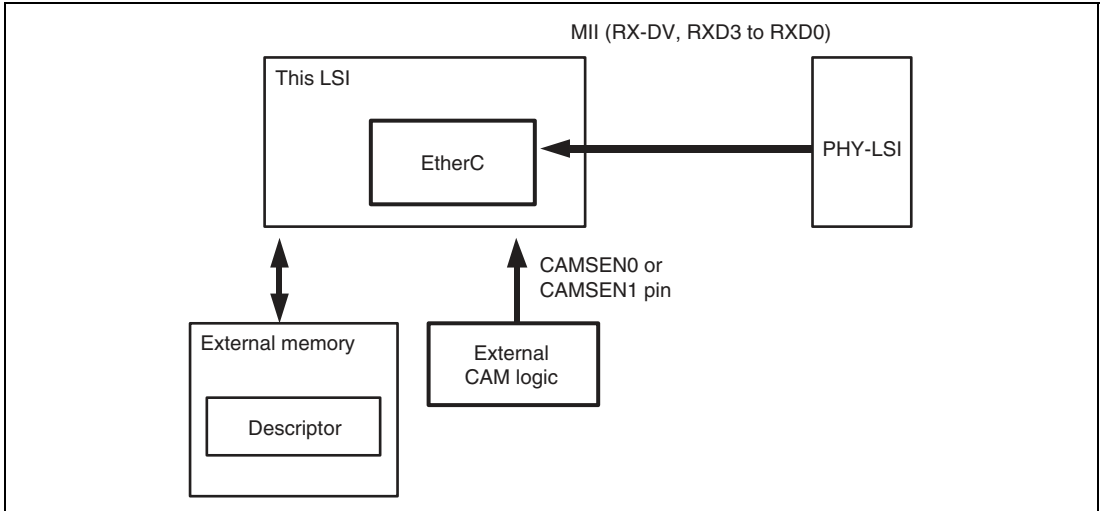 MII (RX-DV, RXD3 to RXD0)
This LSI
EtherC
PHY-LSI
CAMSEN0 or
CAMSEN1 pin
External memory
Descriptor
External
CAM logic